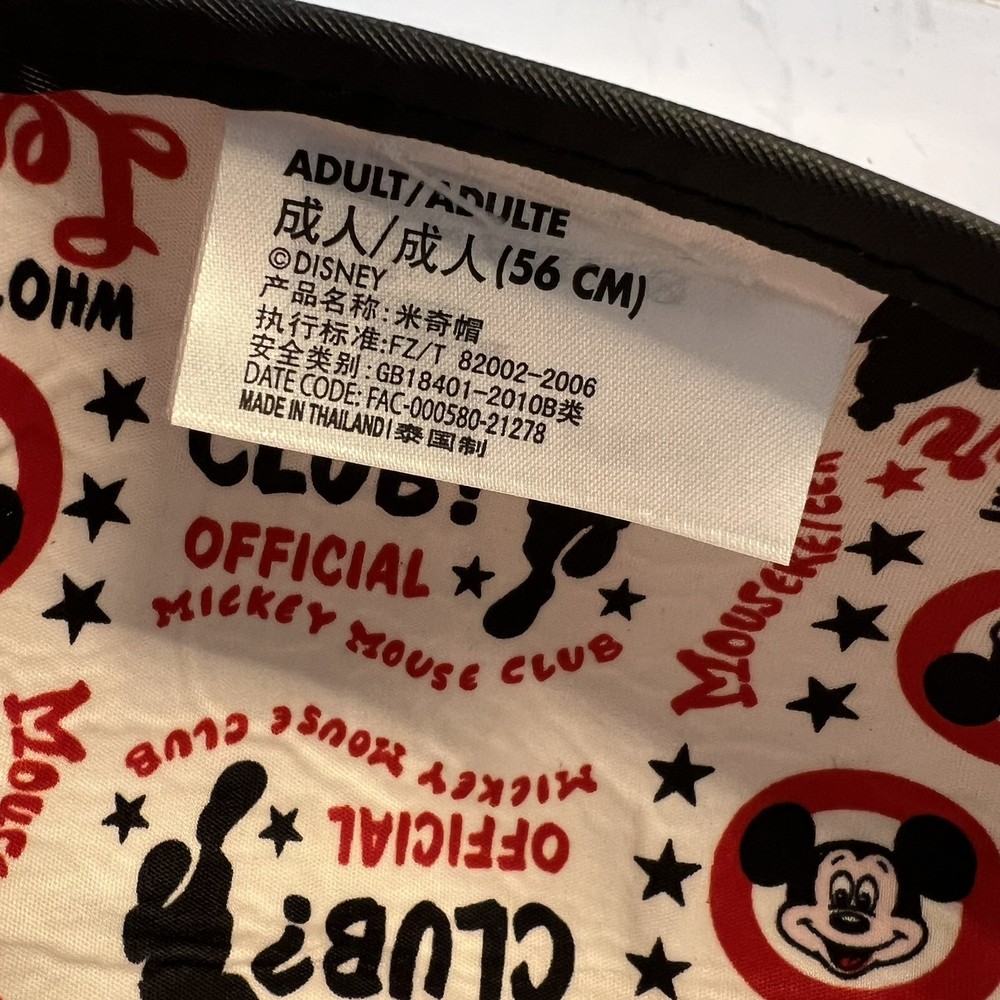 ADULT/ADULTE
成人/成人(56 CM)
©DISNEY
产品名称:米奇帽
执行标准:FZ/T 82002-2006
安全类别:GB18401-2010B类
DATE CODE: FAC-000580-21278
MADE IN THAILAND|泰国制
CLUB?
OFFICIAL
MICKEY MOUSE CLUB
MOUSEKETEER
MICKEY MOUSE CLUB
OFFICIAL
CLUB?